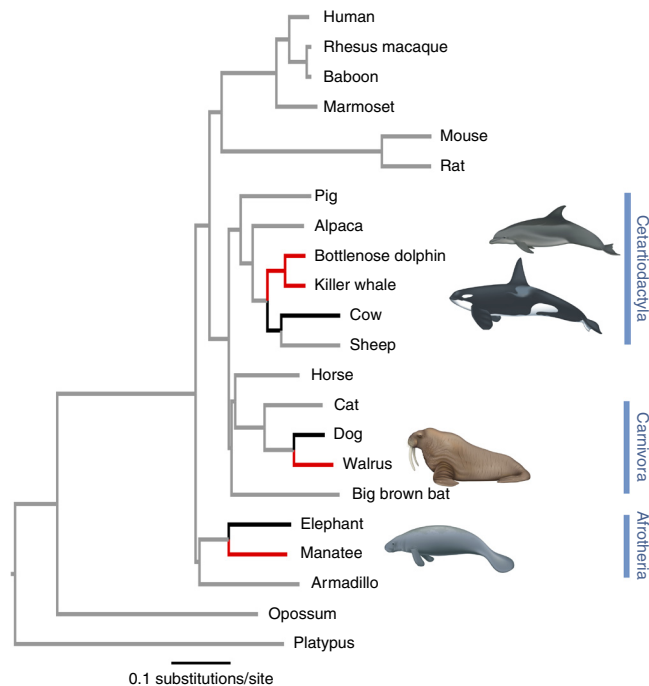 Human
Rhesus macaque
Baboon
Marmoset
Mouse
Rat
Pig
Alpaca
Bottlenose dolphin
Killer whale
Cow
Sheep
Cetartiodactyla
Horse
Cat
Dog
Walrus
Big brown bat
Carnivora
Elephant
Manatee
Armadillo
Afrotheria
Opossum
Platypus
0.1 substitutions/site